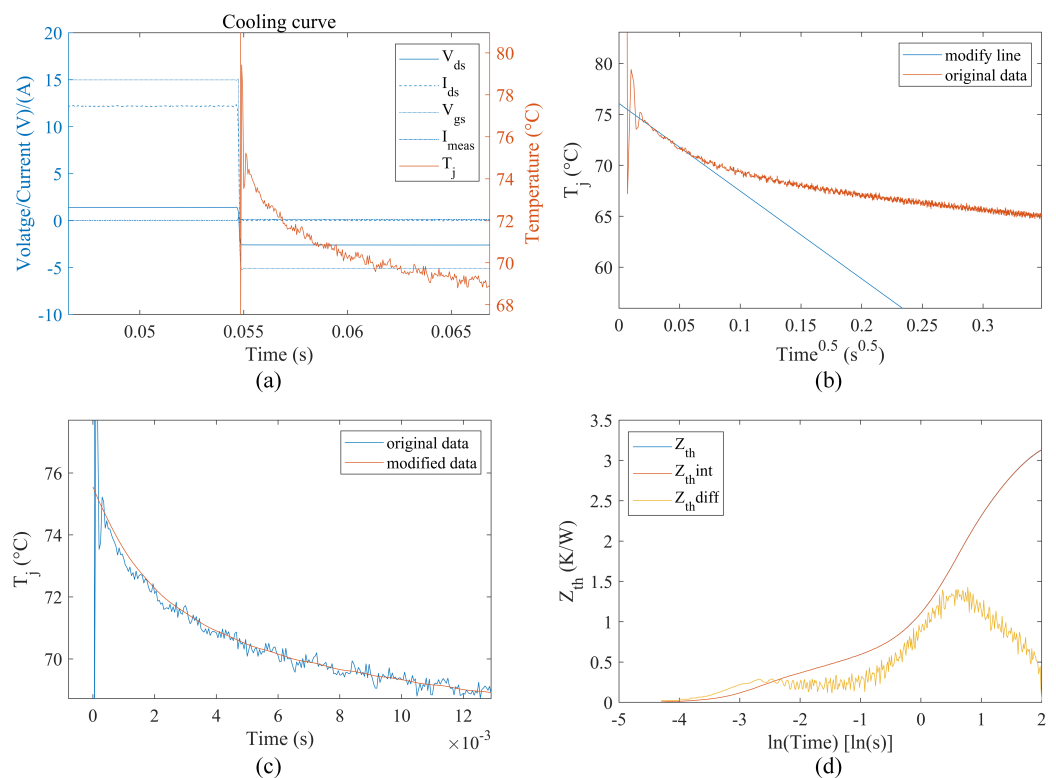 Cooling curve
V_ds
I_ds
V_gs
I_meas
T_j
20
15
10
5
0
-5
-10
80
78
76
74
72
70
68
0.05
0.055
0.06
0.065
Volatge/Current (V)/(A)
Temperature (°C)
Time (s)
(a)
modify line
original data
80
75
70
65
60
0
0.05
0.1
0.15
0.2
0.25
0.3
T_j (°C)
Time^0.5 (s^0.5)
(b)
original data
modified data
76
74
72
70
0
2
4
6
8
10
12
×10^-3
T_j (°C)
Time (s)
(c)
Z_th
Z_th int
Z_th diff
3.5
3
2.5
2
1.5
1
0.5
0
-5
-4
-3
-2
-1
0
1
2
Z_th (K/W)
ln(Time) [ln(s)]
(d)